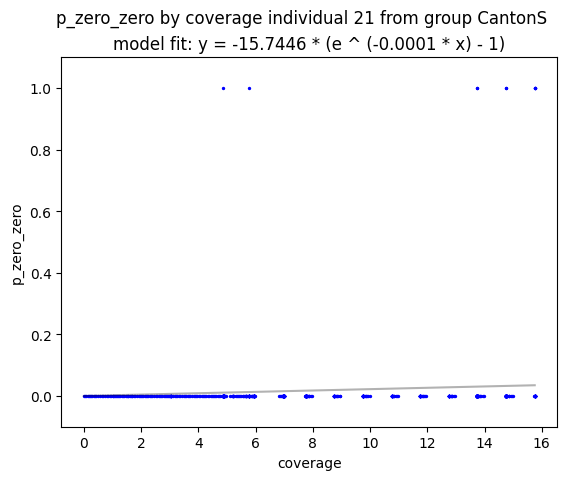 p_zero_zero by coverage individual 21 from group CantonS
model fit: y = -15.7446 * (e ^ (-0.0001 * x) - 1)
1.0
0.8
0.6
0.4
0.2
0.0
p_zero_zero
0 2 4 6 8 10 12 14 16
coverage